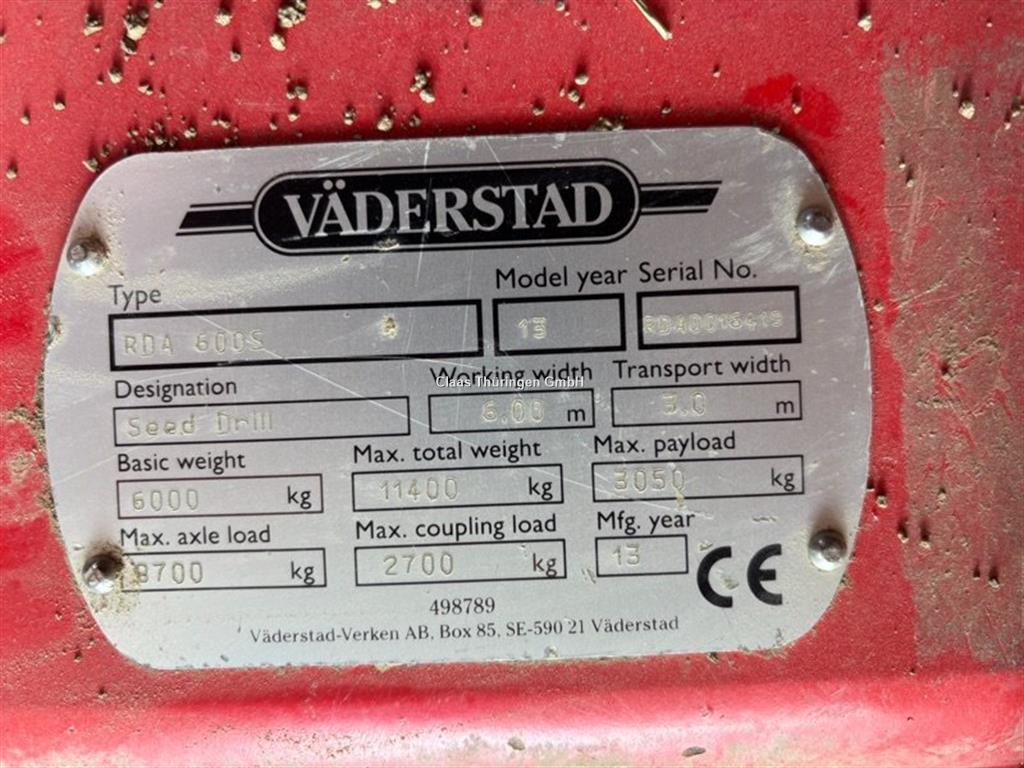 VÄDERSTAD
Type Model year Serial No.
RDA 600S 13
Designation Working width Transport width
Claas Thüringen GmbH
Seed Drill 6.00 m 3.0 m
Basic weight Max. total weight Max. payload
6000 kg 11400 kg 3050 kg
Max. axle load Max. coupling load Mfg. year
8700 kg 2700 kg 13
CE
498789
Väderstad-Verken AB, Box 85, SE-590 21 Väderstad